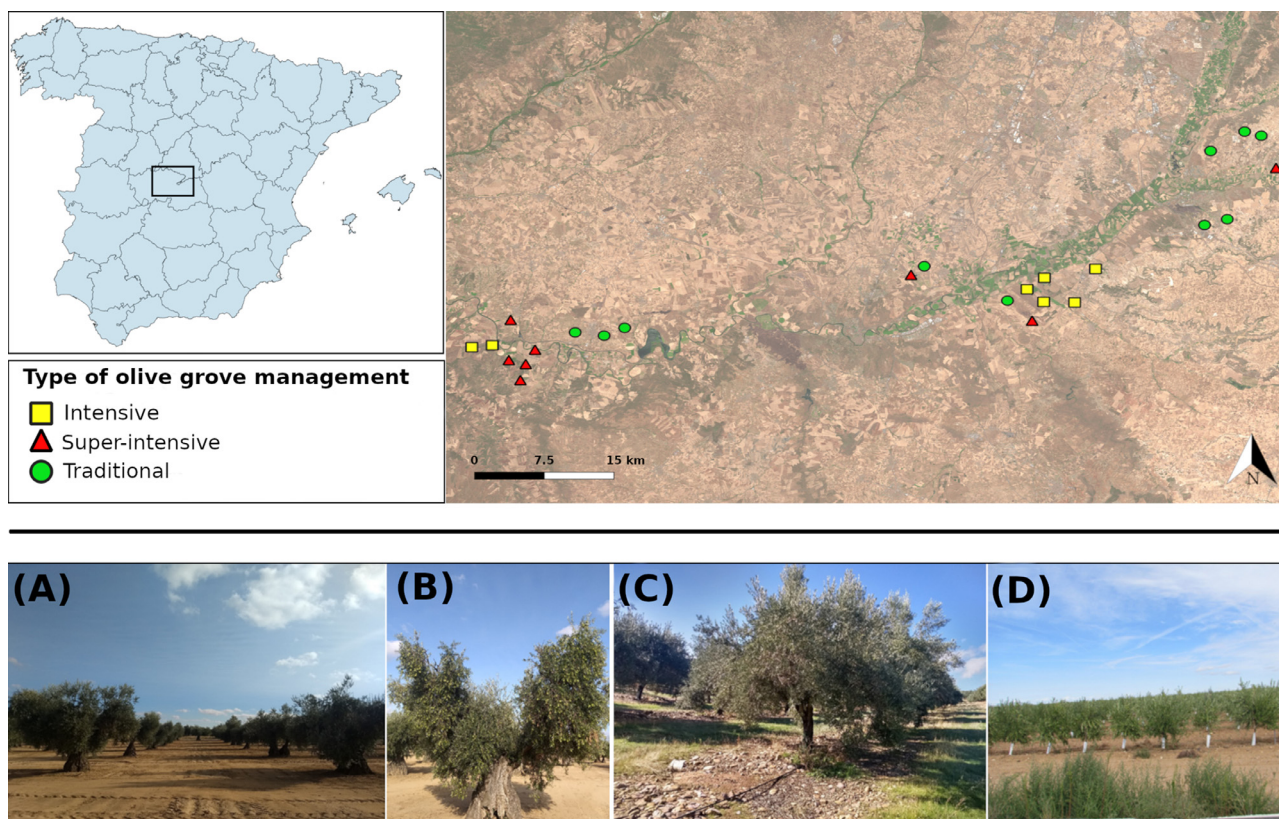 Type of olive grove management
Intensive
Super-intensive
Traditional
0 7.5 15 km
N
(A) (B) (C) (D)